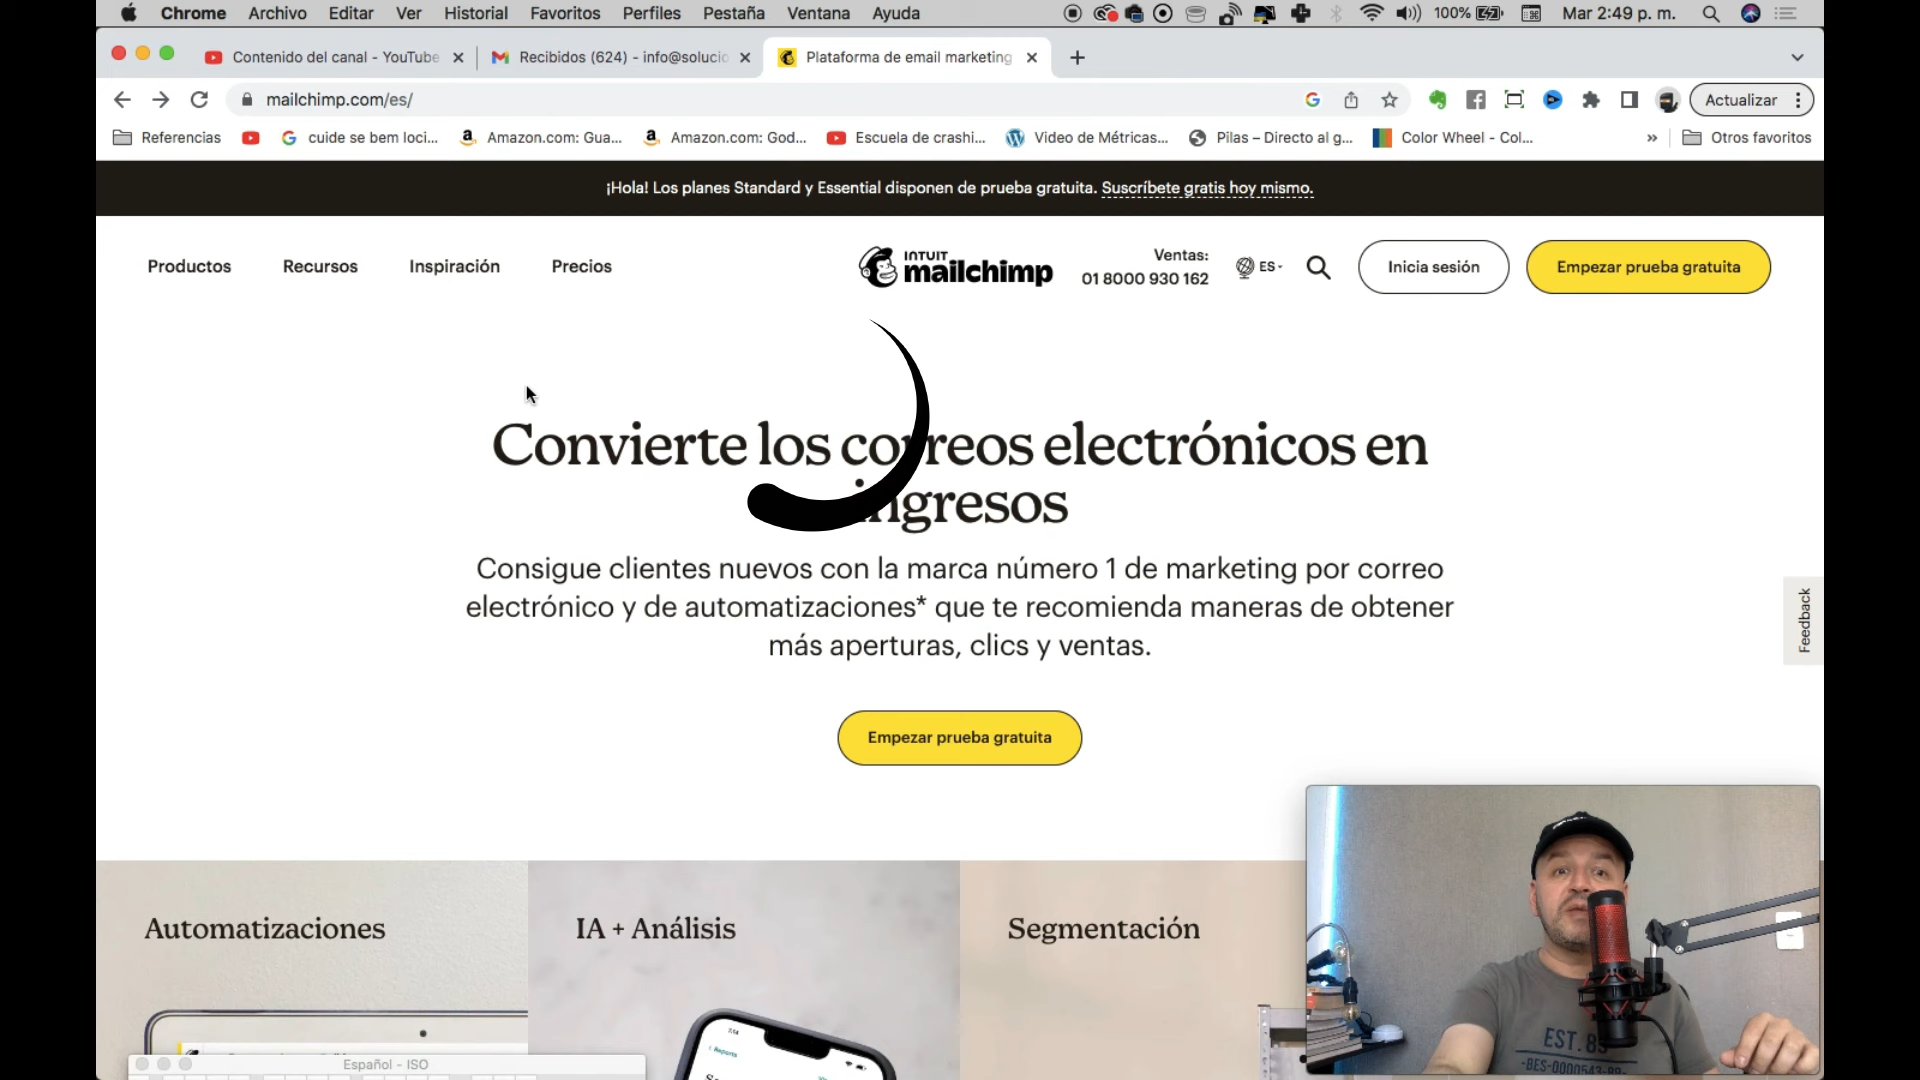 Chrome Archivo Editar Ver Historial Favoritos Perfiles Pestaña Ventana Ayuda 100% Mar 2:49 p. m.
Contenido del canal - YouTube Recibidos (624) - info@solucio Plataforma de email marketing
mailchimp.com/es/ Actualizar
Referencias cuide se bem loci... Amazon.com: Gua... Amazon.com: God... Escuela de crashi... Video de Métricas... Pilas – Directo al g... Color Wheel - Col... » Otros favoritos
¡Hola! Los planes Standard y Essential disponen de prueba gratuita. Suscríbete gratis hoy mismo.
Productos Recursos Inspiración Precios
INTUIT
mailchimp
Ventas:
01 8000 930 162
ES
Inicia sesión
Empezar prueba gratuita
Convierte los correos electrónicos en
ingresos
Consigue clientes nuevos con la marca número 1 de marketing por correo
electrónico y de automatizaciones* que te recomienda maneras de obtener
más aperturas, clics y ventas.
Empezar prueba gratuita
Feedback
Automatizaciones
IA + Análisis
Segmentación
Reports
Español - ISO
EST. 85